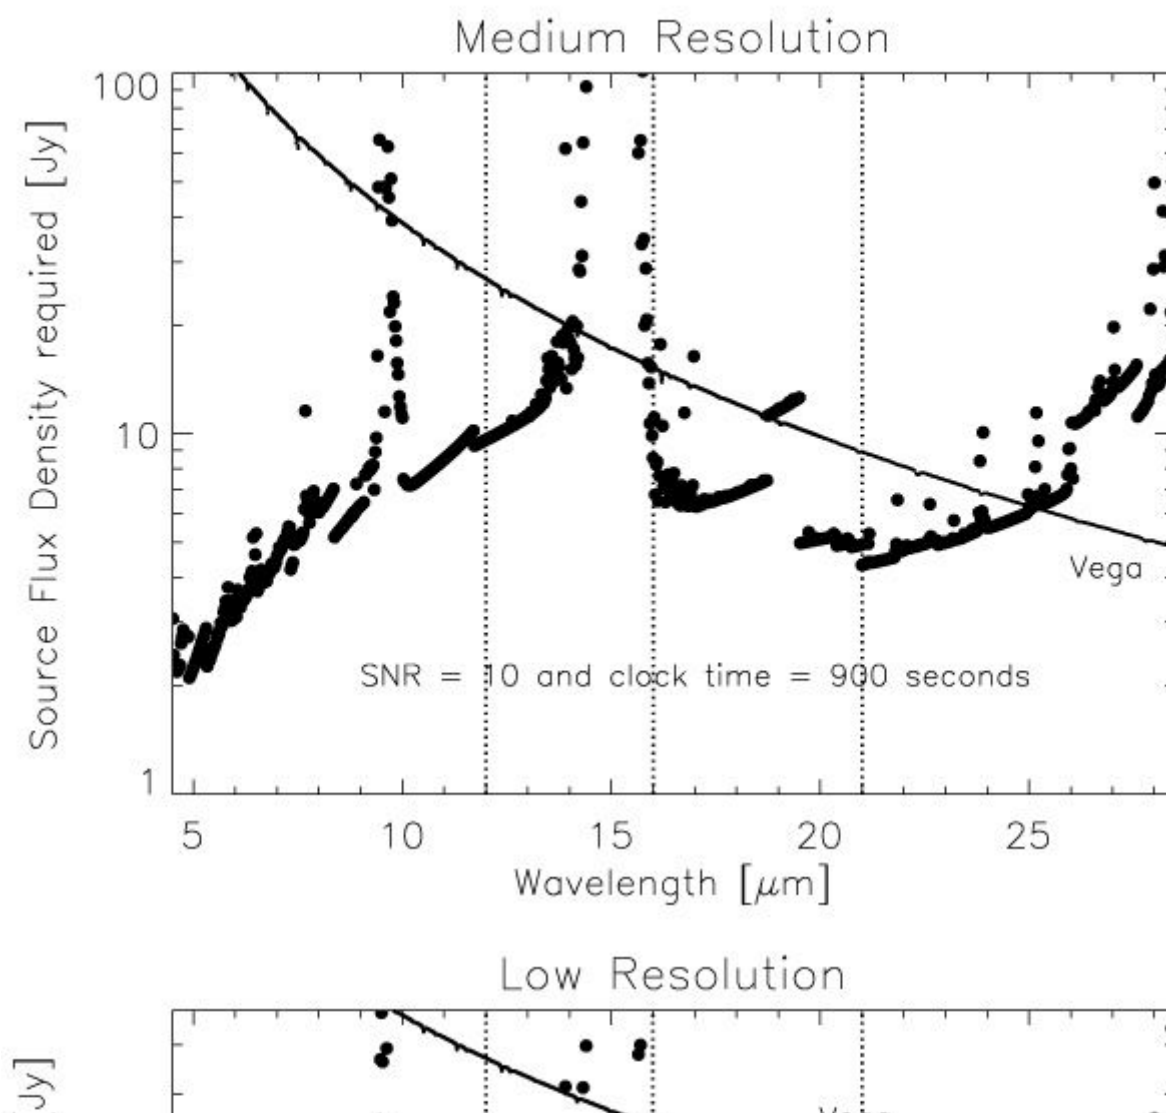 Medium Resolution
100
10
1
Source Flux Density required [Jy]
Vega
SNR = 10 and clock time = 900 seconds
5 10 15 20 25
Wavelength [μm]
Low Resolution
Jy]